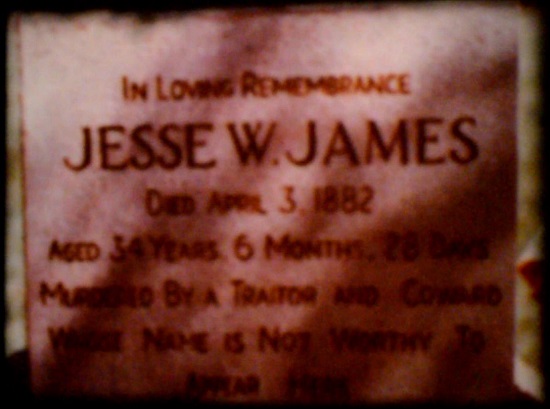 In Loving Remembrance
JESSE W. JAMES
Died April 3, 1882
Aged 34 Years, 6 Months, 28 Days
Murdered By a Traitor and Coward
Whose Name is Not Worthy To
Appear Here